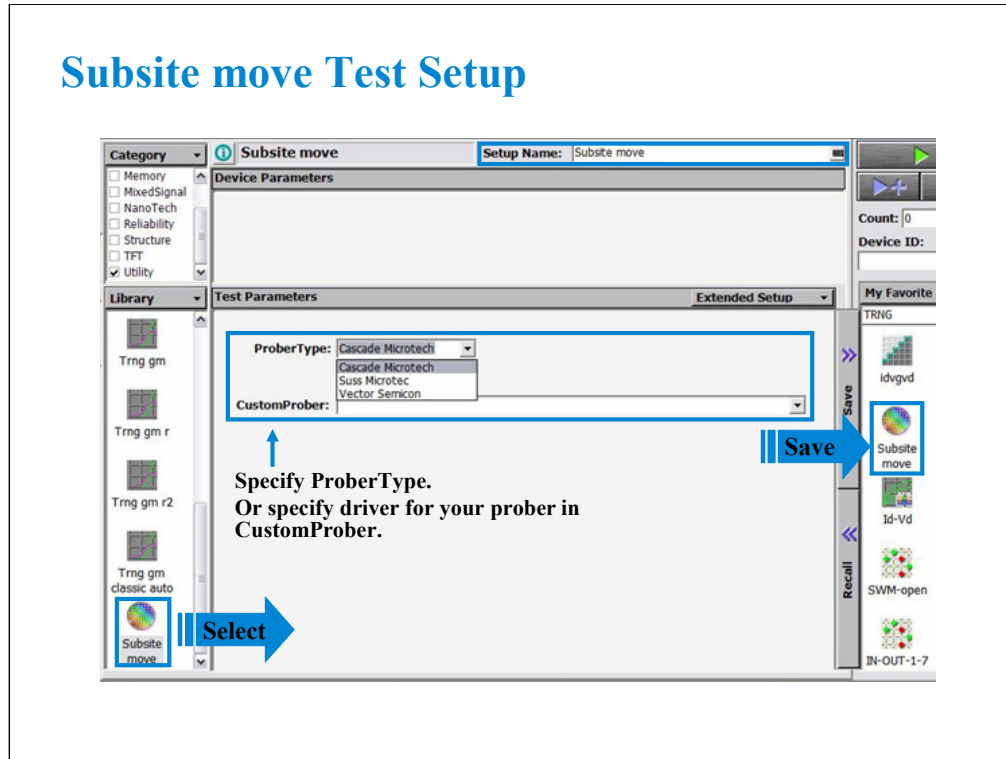 Subsite move Test Setup
Category
Memory
MixedSignal
NanoTech
Reliability
Structure
TFT
Utility
Library
Trng gm
Trng gm r
Trng gm r2
Trng gm
classic auto
Subsite
move
Subsite move
Setup Name: Subsite move
Device Parameters
Test Parameters
Extended Setup
ProberType: Cascade Microtech
Cascade Microtech
Suss Microtec
Vector Semicon
CustomProber:
Specify ProberType.
Or specify driver for your prober in
CustomProber.
Select
Save
Save
Recall
Count: 0
Device ID:
My Favorite
TRNG
idvgvd
Subsite
move
Id-Vd
SWM-open
IN-OUT-1-7